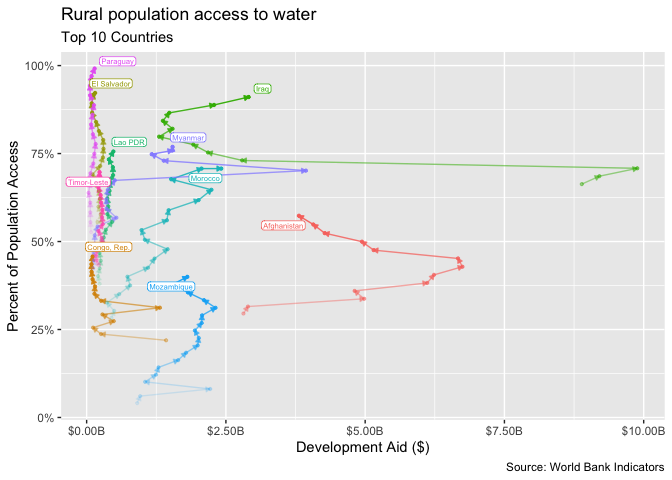 Rural population access to water
Top 10 Countries
100%
75%
50%
25%
0%
Percent of Population Access
Paraguay
El Salvador
Iraq
Myanmar
Lao PDR
Morocco
Timor-Leste
Afghanistan
Congo, Rep.
Mozambique
$0.00B
$2.50B
$5.00B
$7.50B
$10.00B
Development Aid ($)
Source: World Bank Indicators